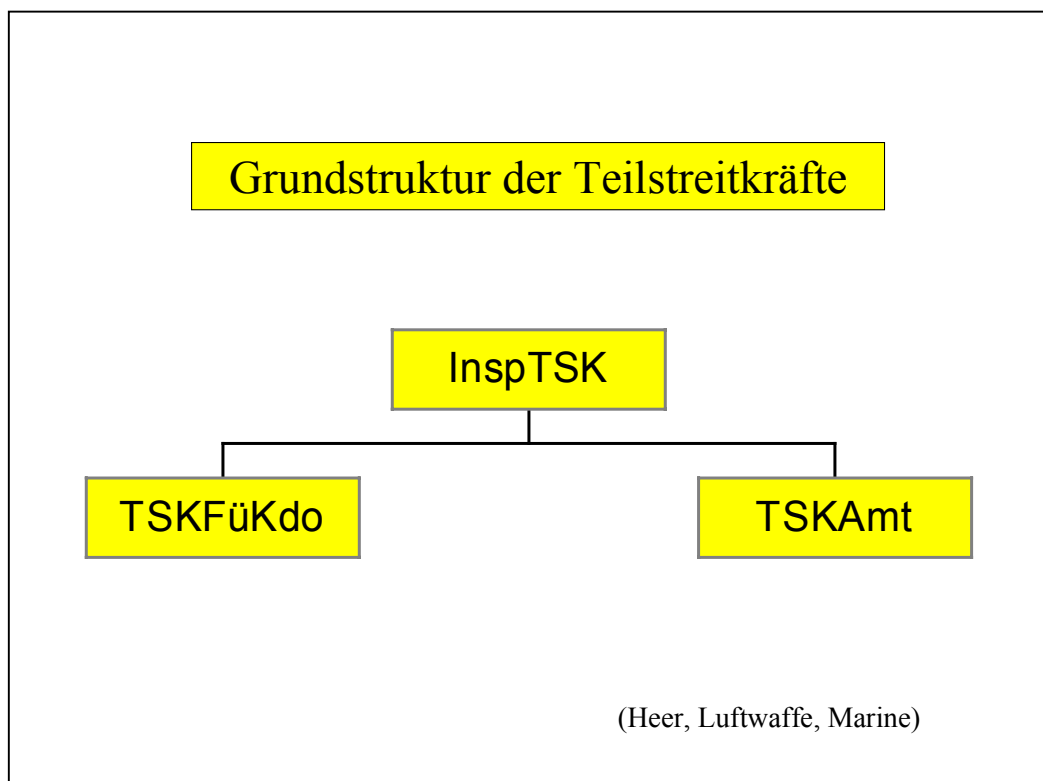 Grundstruktur der Teilstreitkräfte
InspTSK
TSKFüKdo
TSKAmt
(Heer, Luftwaffe, Marine)